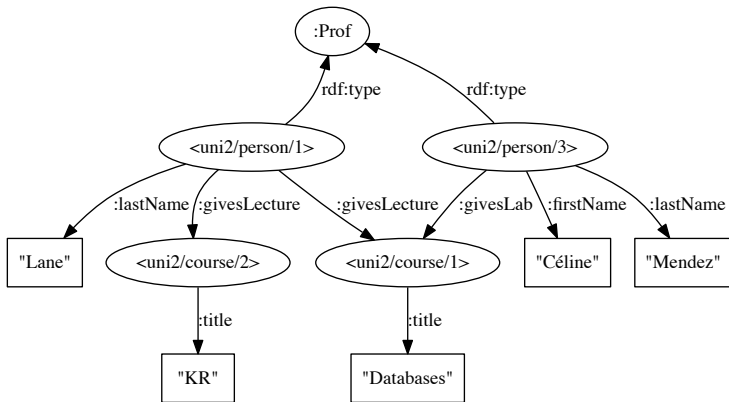 :Prof
rdf:type rdf:type
<uni2/person/1> <uni2/person/3>
:lastName :givesLecture :givesLecture :givesLab :firstName :lastName
"Lane" <uni2/course/2> <uni2/course/1> "Céline" "Mendez"
:title :title
"KR" "Databases"